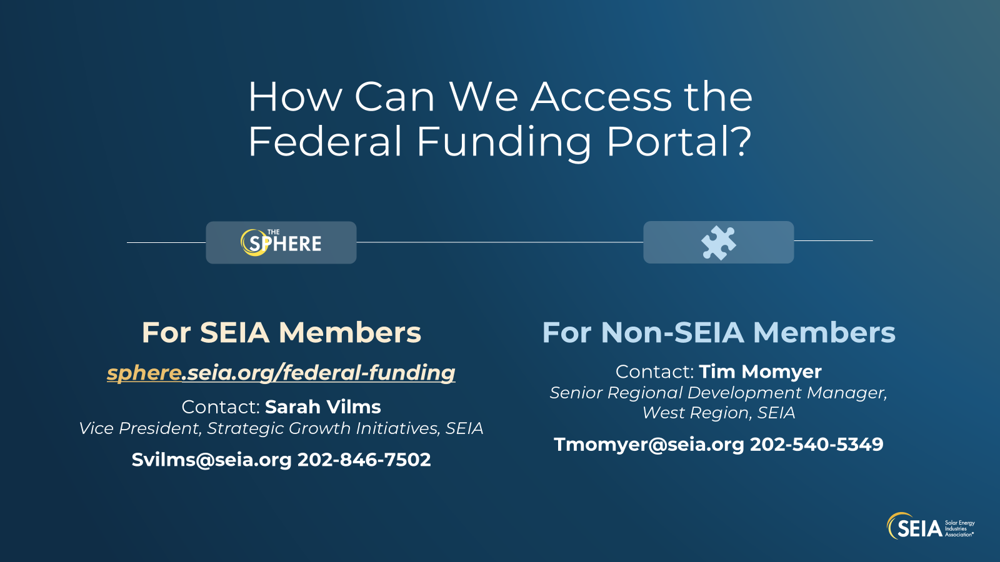 How Can We Access the
Federal Funding Portal?
THE
SPHERE
For SEIA Members
sphere.seia.org/federal-funding
Contact: Sarah Vilms
Vice President, Strategic Growth Initiatives, SEIA
Svilms@seia.org 202-846-7502
For Non-SEIA Members
Contact: Tim Momyer
Senior Regional Development Manager,
West Region, SEIA
Tmomyer@seia.org 202-540-5349
SEIA
Solar Energy
Industries
Association®